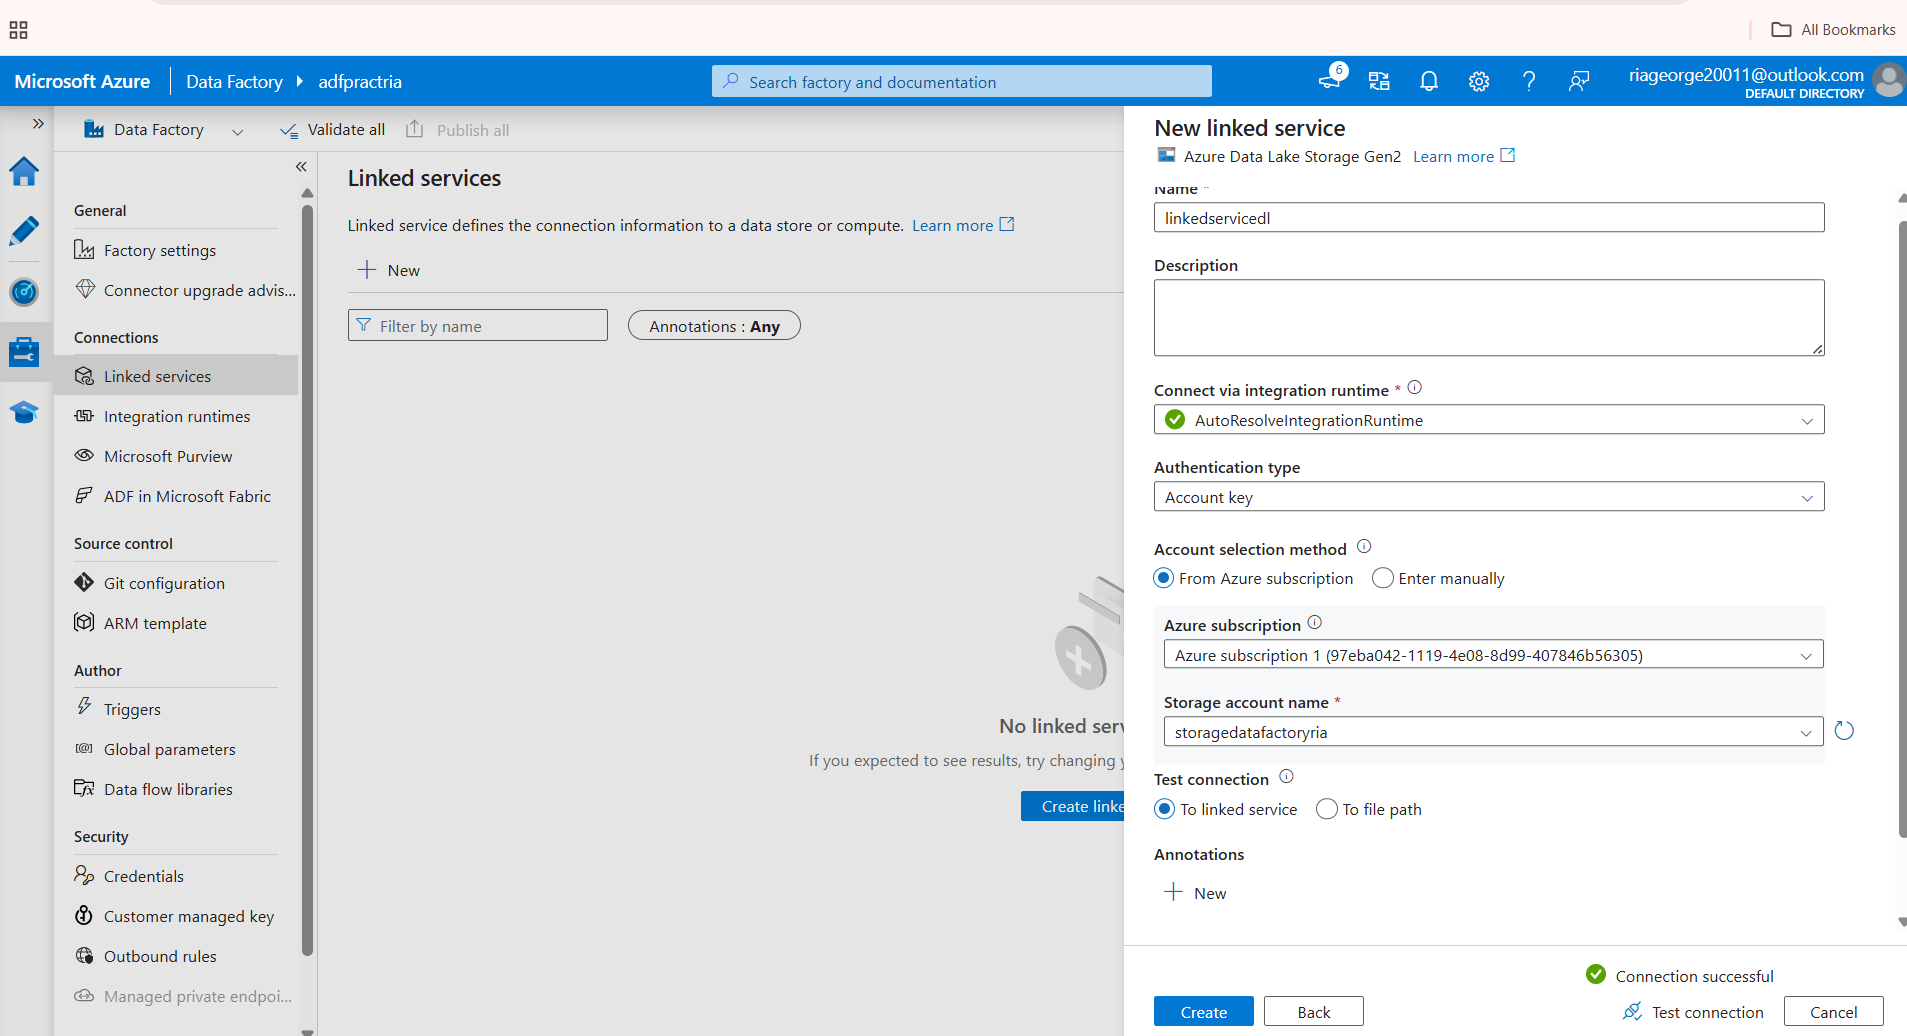 All Bookmarks
Microsoft Azure
Data Factory
adfpractria
Search factory and documentation
6
riageorge20011@outlook.com
DEFAULT DIRECTORY
Data Factory
Validate all
Publish all
General
Factory settings
Connector upgrade advis...
Connections
Linked services
Integration runtimes
Microsoft Purview
ADF in Microsoft Fabric
Source control
Git configuration
ARM template
Author
Triggers
Global parameters
Data flow libraries
Security
Credentials
Customer managed key
Outbound rules
Managed private endpoi...
Linked services
Linked service defines the connection information to a data store or compute. Learn more
New
Filter by name
Annotations : Any
No linked serv
If you expected to see results, try changing y
Create linke
New linked service
Azure Data Lake Storage Gen2 Learn more
Name *
linkedservicedl
Description
Connect via integration runtime *
AutoResolveIntegrationRuntime
Authentication type
Account key
Account selection method
From Azure subscription Enter manually
Azure subscription
Azure subscription 1 (97eba042-1119-4e08-8d99-407846b56305)
Storage account name *
storagedatafactoryria
Test connection
To linked service To file path
Annotations
New
Connection successful
Create Back Test connection Cancel